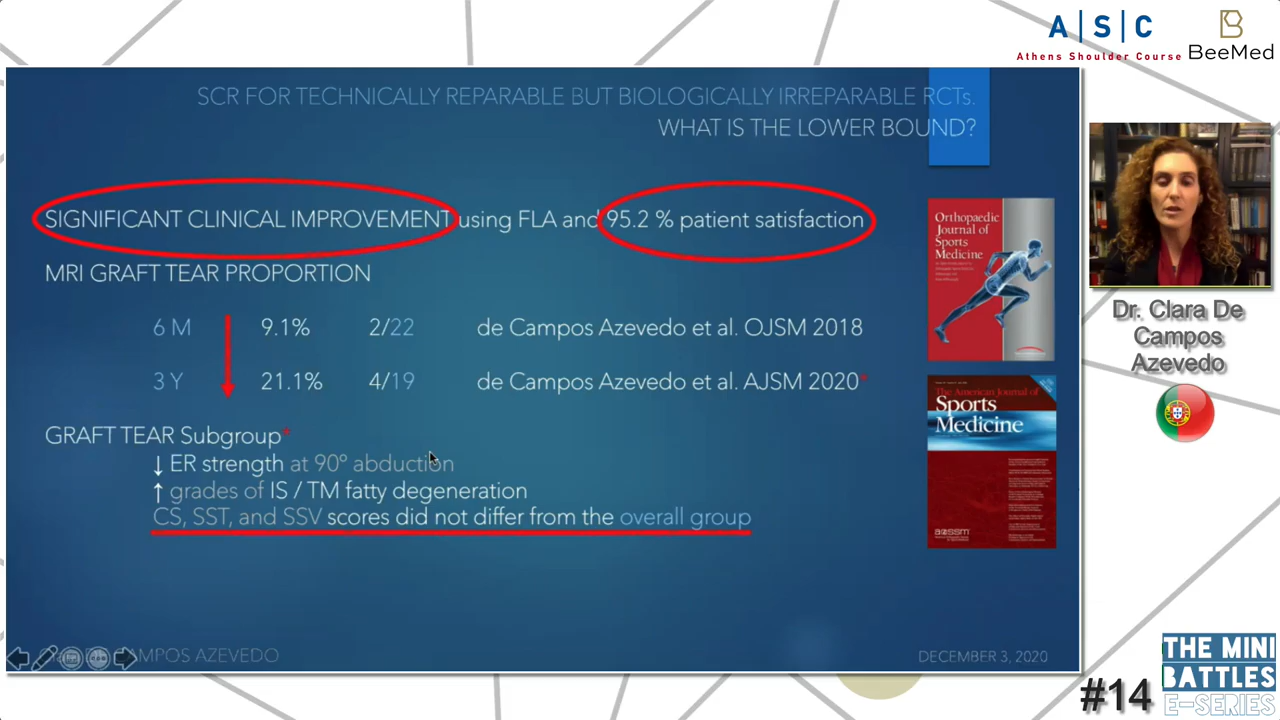 A|S|C
Athens Shoulder Course
BeeMed
SCR FOR TECHNICALLY REPARABLE BUT BIOLOGICALLY IRREPARABLE RCTs.
WHAT IS THE LOWER BOUND?
SIGNIFICANT CLINICAL IMPROVEMENT using FLA and 95.2 % patient satisfaction
MRI GRAFT TEAR PROPORTION
6 M 9.1% 2/22 de Campos Azevedo et al. OJSM 2018
3 Y 21.1% 4/19 de Campos Azevedo et al. AJSM 2020*
GRAFT TEAR Subgroup*
↓ ER strength at 90º abduction
↑ grades of IS / TM fatty degeneration
CS, SST, and SSV scores did not differ from the overall group
Orthopaedic
Journal of
Sports
Medicine
The American Journal of
Sports
Medicine
aossm
Dr. Clara De
Campos
Azevedo
CAMPOS AZEVEDO
DECEMBER 3, 2020
#14
THE MINI
BATTLES
E-SERIES